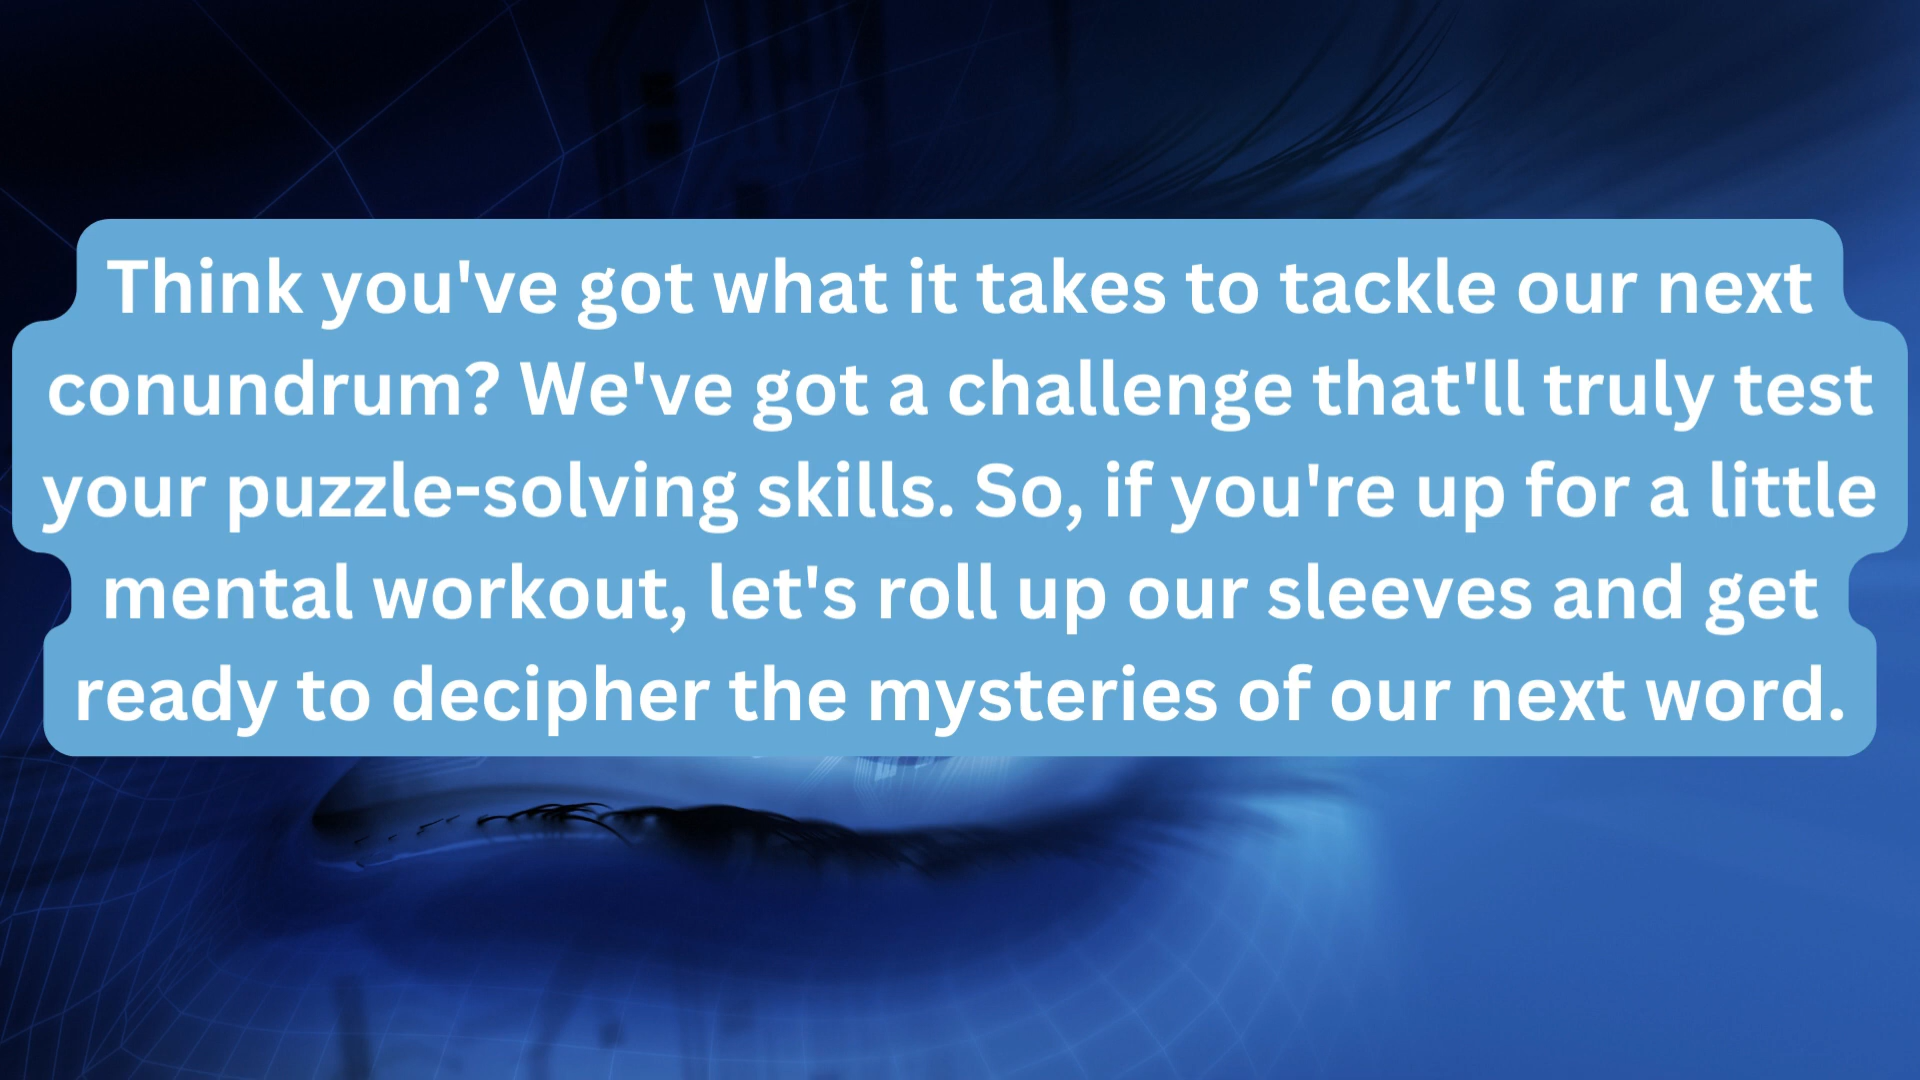 Think you've got what it takes to tackle our next
conundrum? We've got a challenge that'll truly test
your puzzle-solving skills. So, if you're up for a little
mental workout, let's roll up our sleeves and get
ready to decipher the mysteries of our next word.